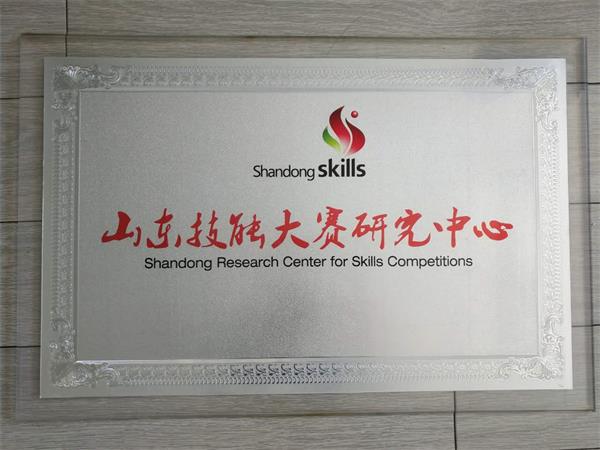 Shandong skills
山东技能大赛研究中心
Shandong Research Center for Skills Competitions